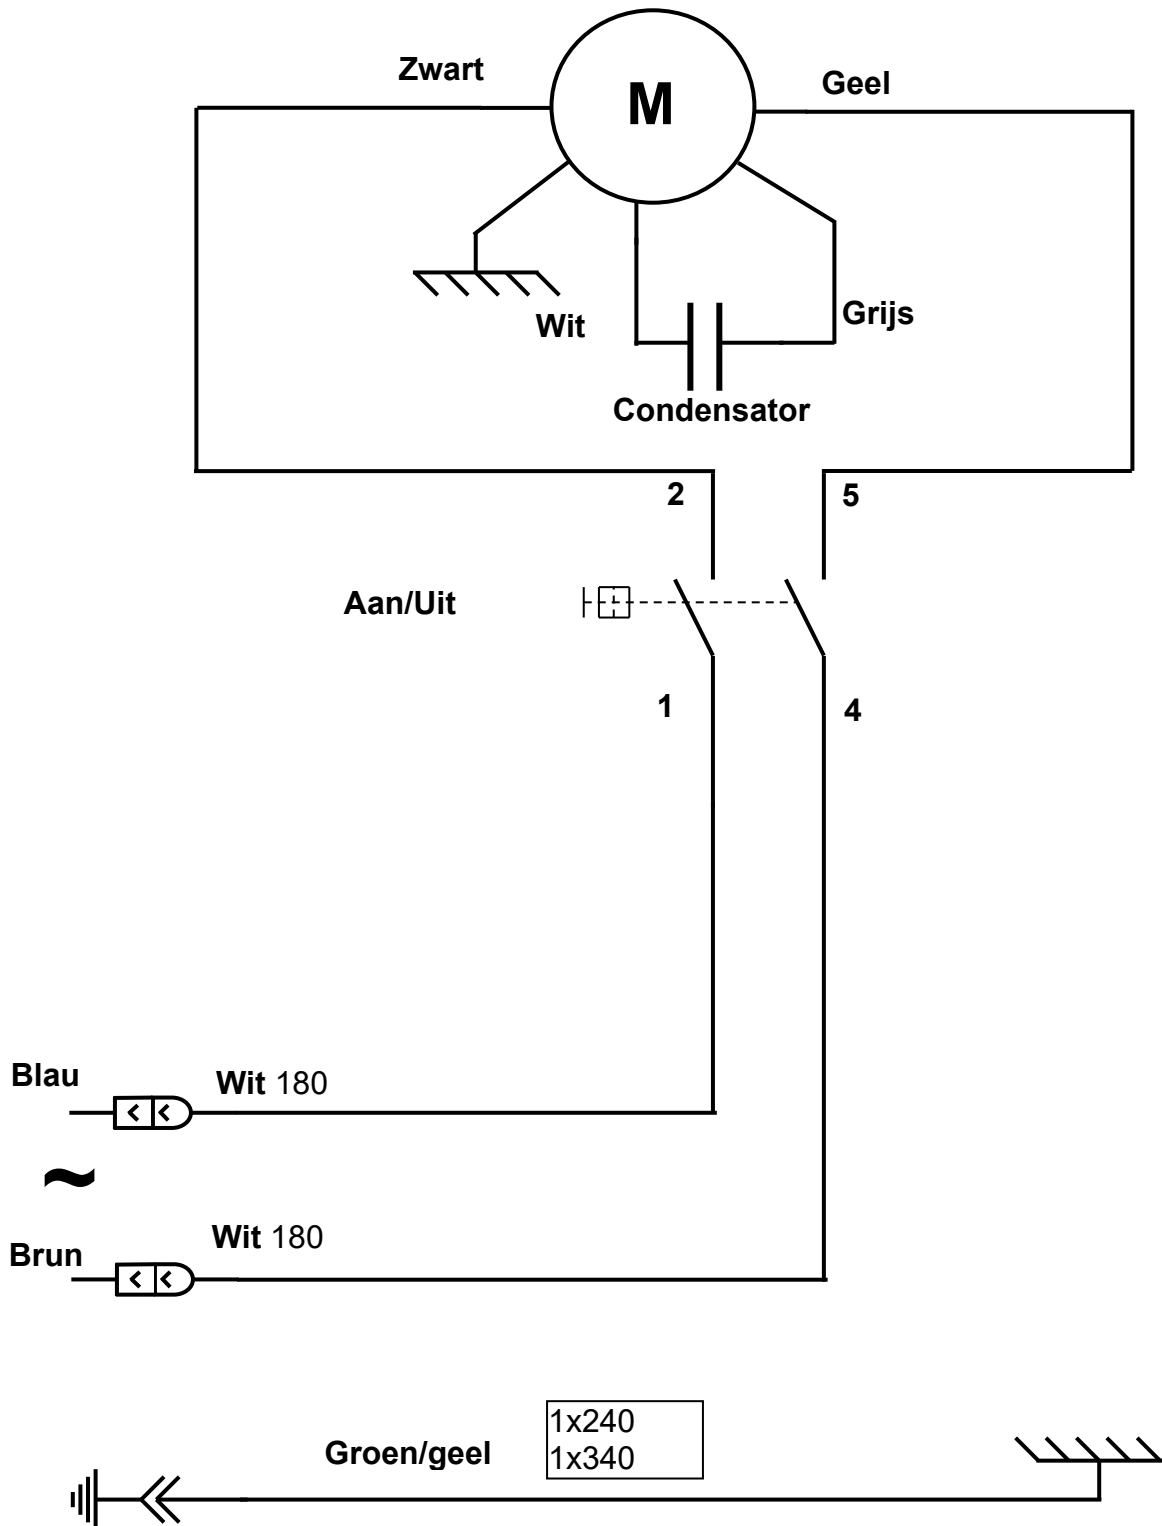 Zwart
M
Geel
Wit
Grijs
Condensator
2
5
Aan/Uit
1
4
Blau
Wit 180
~
Wit 180
Brun
1x240
1x340
Groen/geel